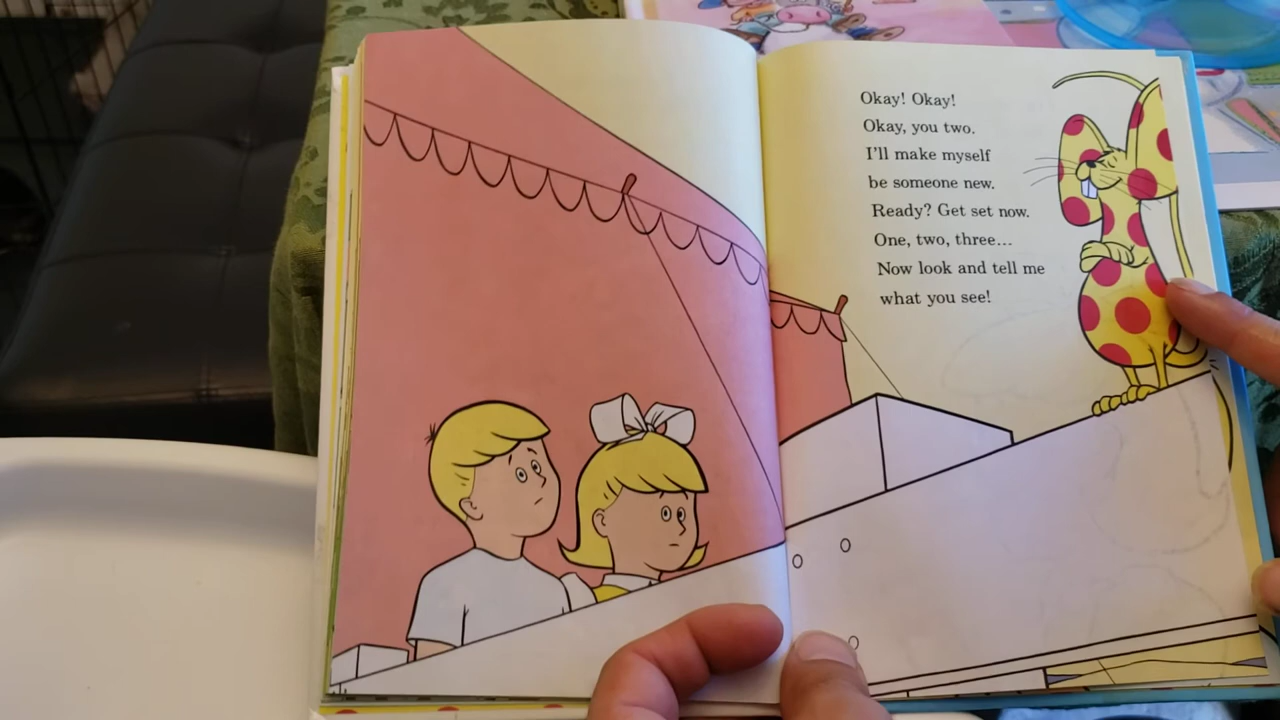 Okay! Okay!
Okay, you two.
I'll make myself
be someone new.
Ready? Get set now.
One, two, three...
Now look and tell me
what you see!